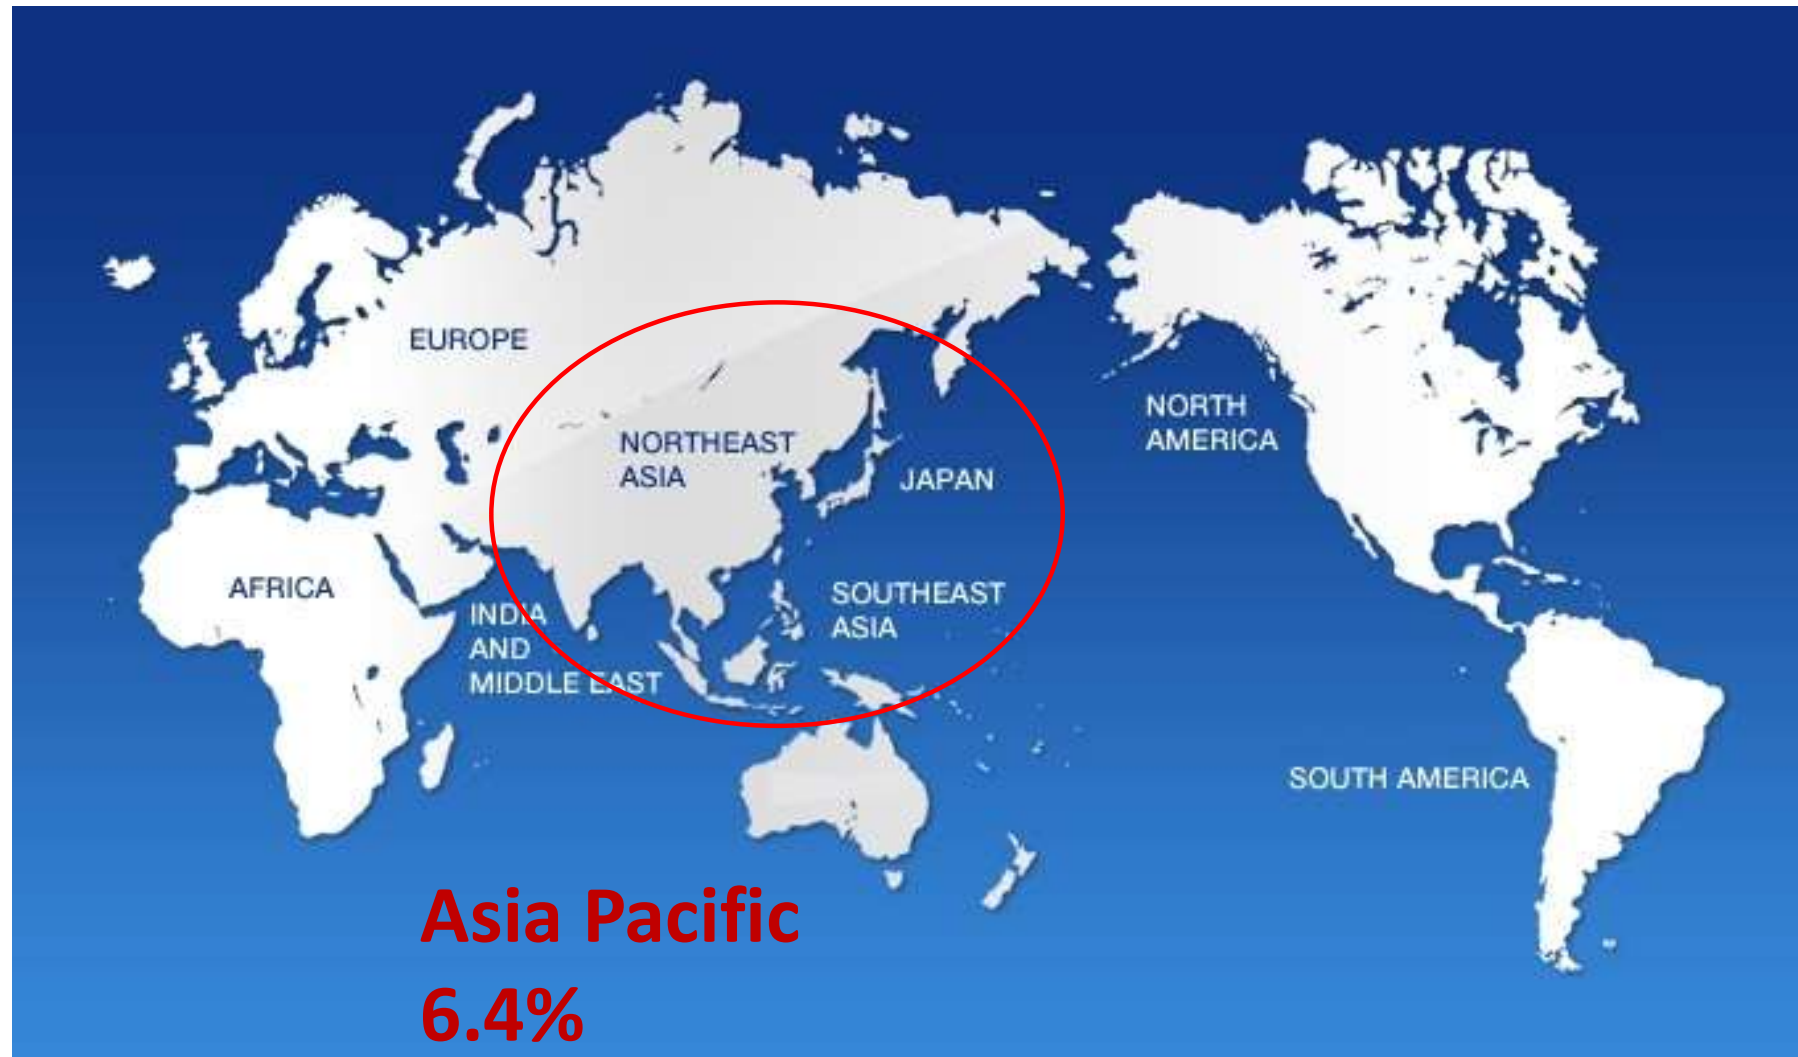 EUROPE
NORTHEAST
ASIA
JAPAN
NORTH
AMERICA
AFRICA
INDIA
AND
MIDDLE EAST
SOUTHEAST
ASIA
SOUTH AMERICA
Asia Pacific
6.4%